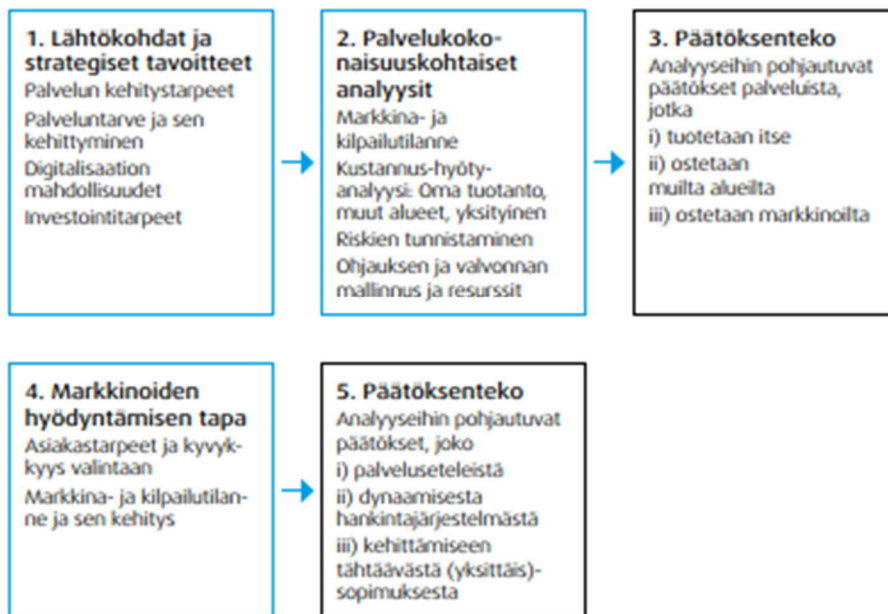 1. Lähtökohdat ja
strategiset tavoitteet
Palvelun kehitystarpeet
Palveluntarve ja sen
kehittyminen
Digitalisaation
mahdollisuudet
Investointitarpeet
2. Palvelukoko-
naisuuskohtaiset
analyysit
Markkina- ja
kilpailutilanne
Kustannus-hyöty-
analyysi: Oma tuotanto,
muut alueet, yksityinen
Riskien tunnistaminen
Ohjauksen ja valvonnan
mallinnus ja resurssit
3. Päätöksenteko
Analyyseihin pohjautuvat
päätökset palveluista,
jotka
i) tuotetaan itse
ii) ostetaan
muilta alueilta
iii) ostetaan markkinoilta
4. Markkinoiden
hyödyntämisen tapa
Asiakastarpeet ja kyvyk-
kyys valintaan
Markkina- ja kilpailutilan-
ne ja sen kehitys
5. Päätöksenteko
Analyyseihin pohjautuvat
päätökset, joko
i) palveluseteleistä
ii) dynaamisesta
hankintajärjestelmästä
iii) kehittämiseen
tähtäävästä (yksittäis)-
sopimuksesta